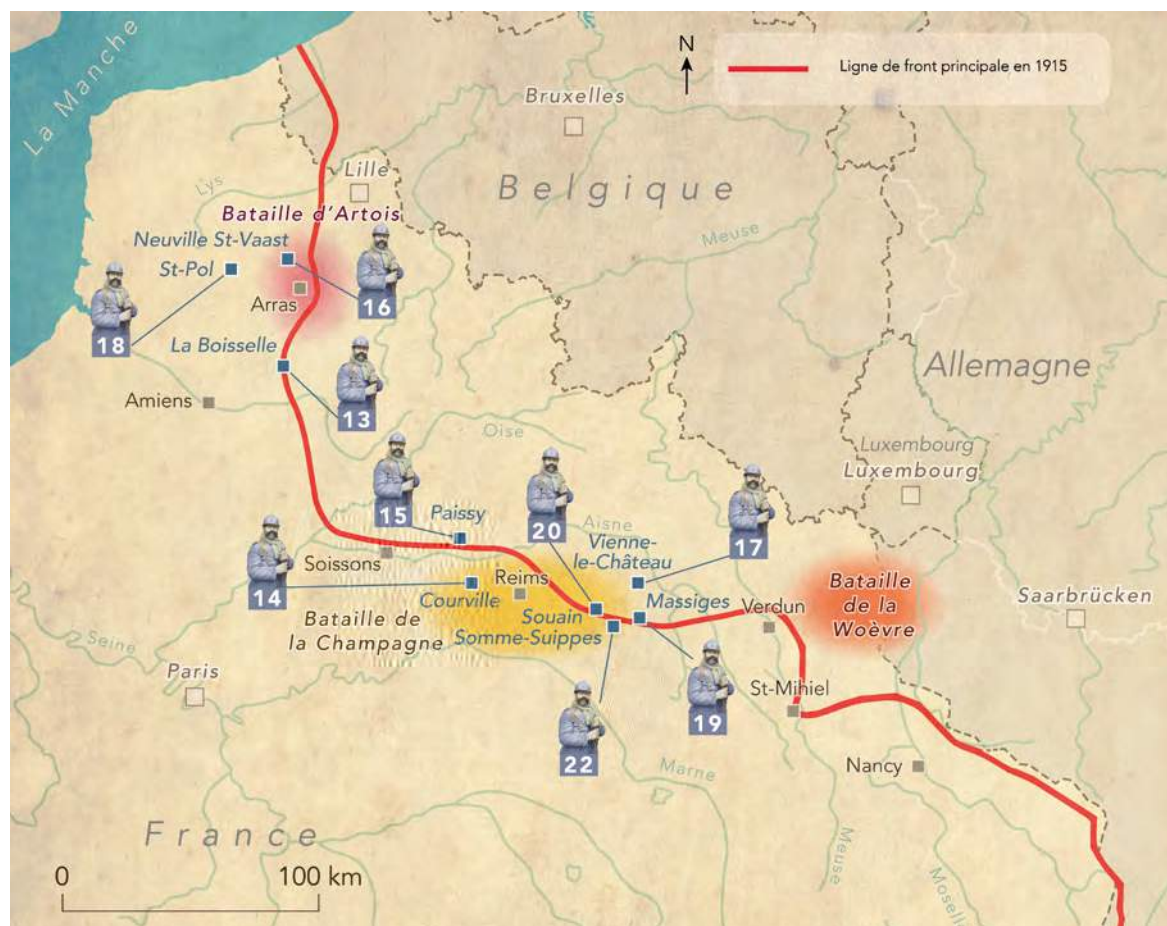 La Manche
N
Ligne de front principale en 1915
Bruxelles
Belgique
Lille
Lys
Bataille d'Artois
Meuse
Neuville St-Vaast
St-Pol
Arras
16
18
La Boisselle
Allemagne
Amiens
13
Oise
Luxembourg
Luxembourg
15
Paissy
20
Aisne
17
Vienne-
le-Château
Soissons
14
Reims
Courville
Bataille de
la Champagne
Souain
Somme-Suippes
Massiges
Verdun
Bataille
de la
Woëvre
Saarbrücken
Seine
Paris
St-Mihiel
19
22
Marne
Nancy
France
Meuse
Moselle
0
100 km